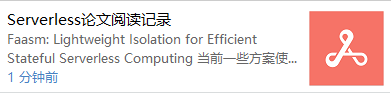 Serverless论文阅读记录
Faasm: Lightweight Isolation for Efficient
Stateful Serverless Computing 当前一些方案使...
1 分钟前